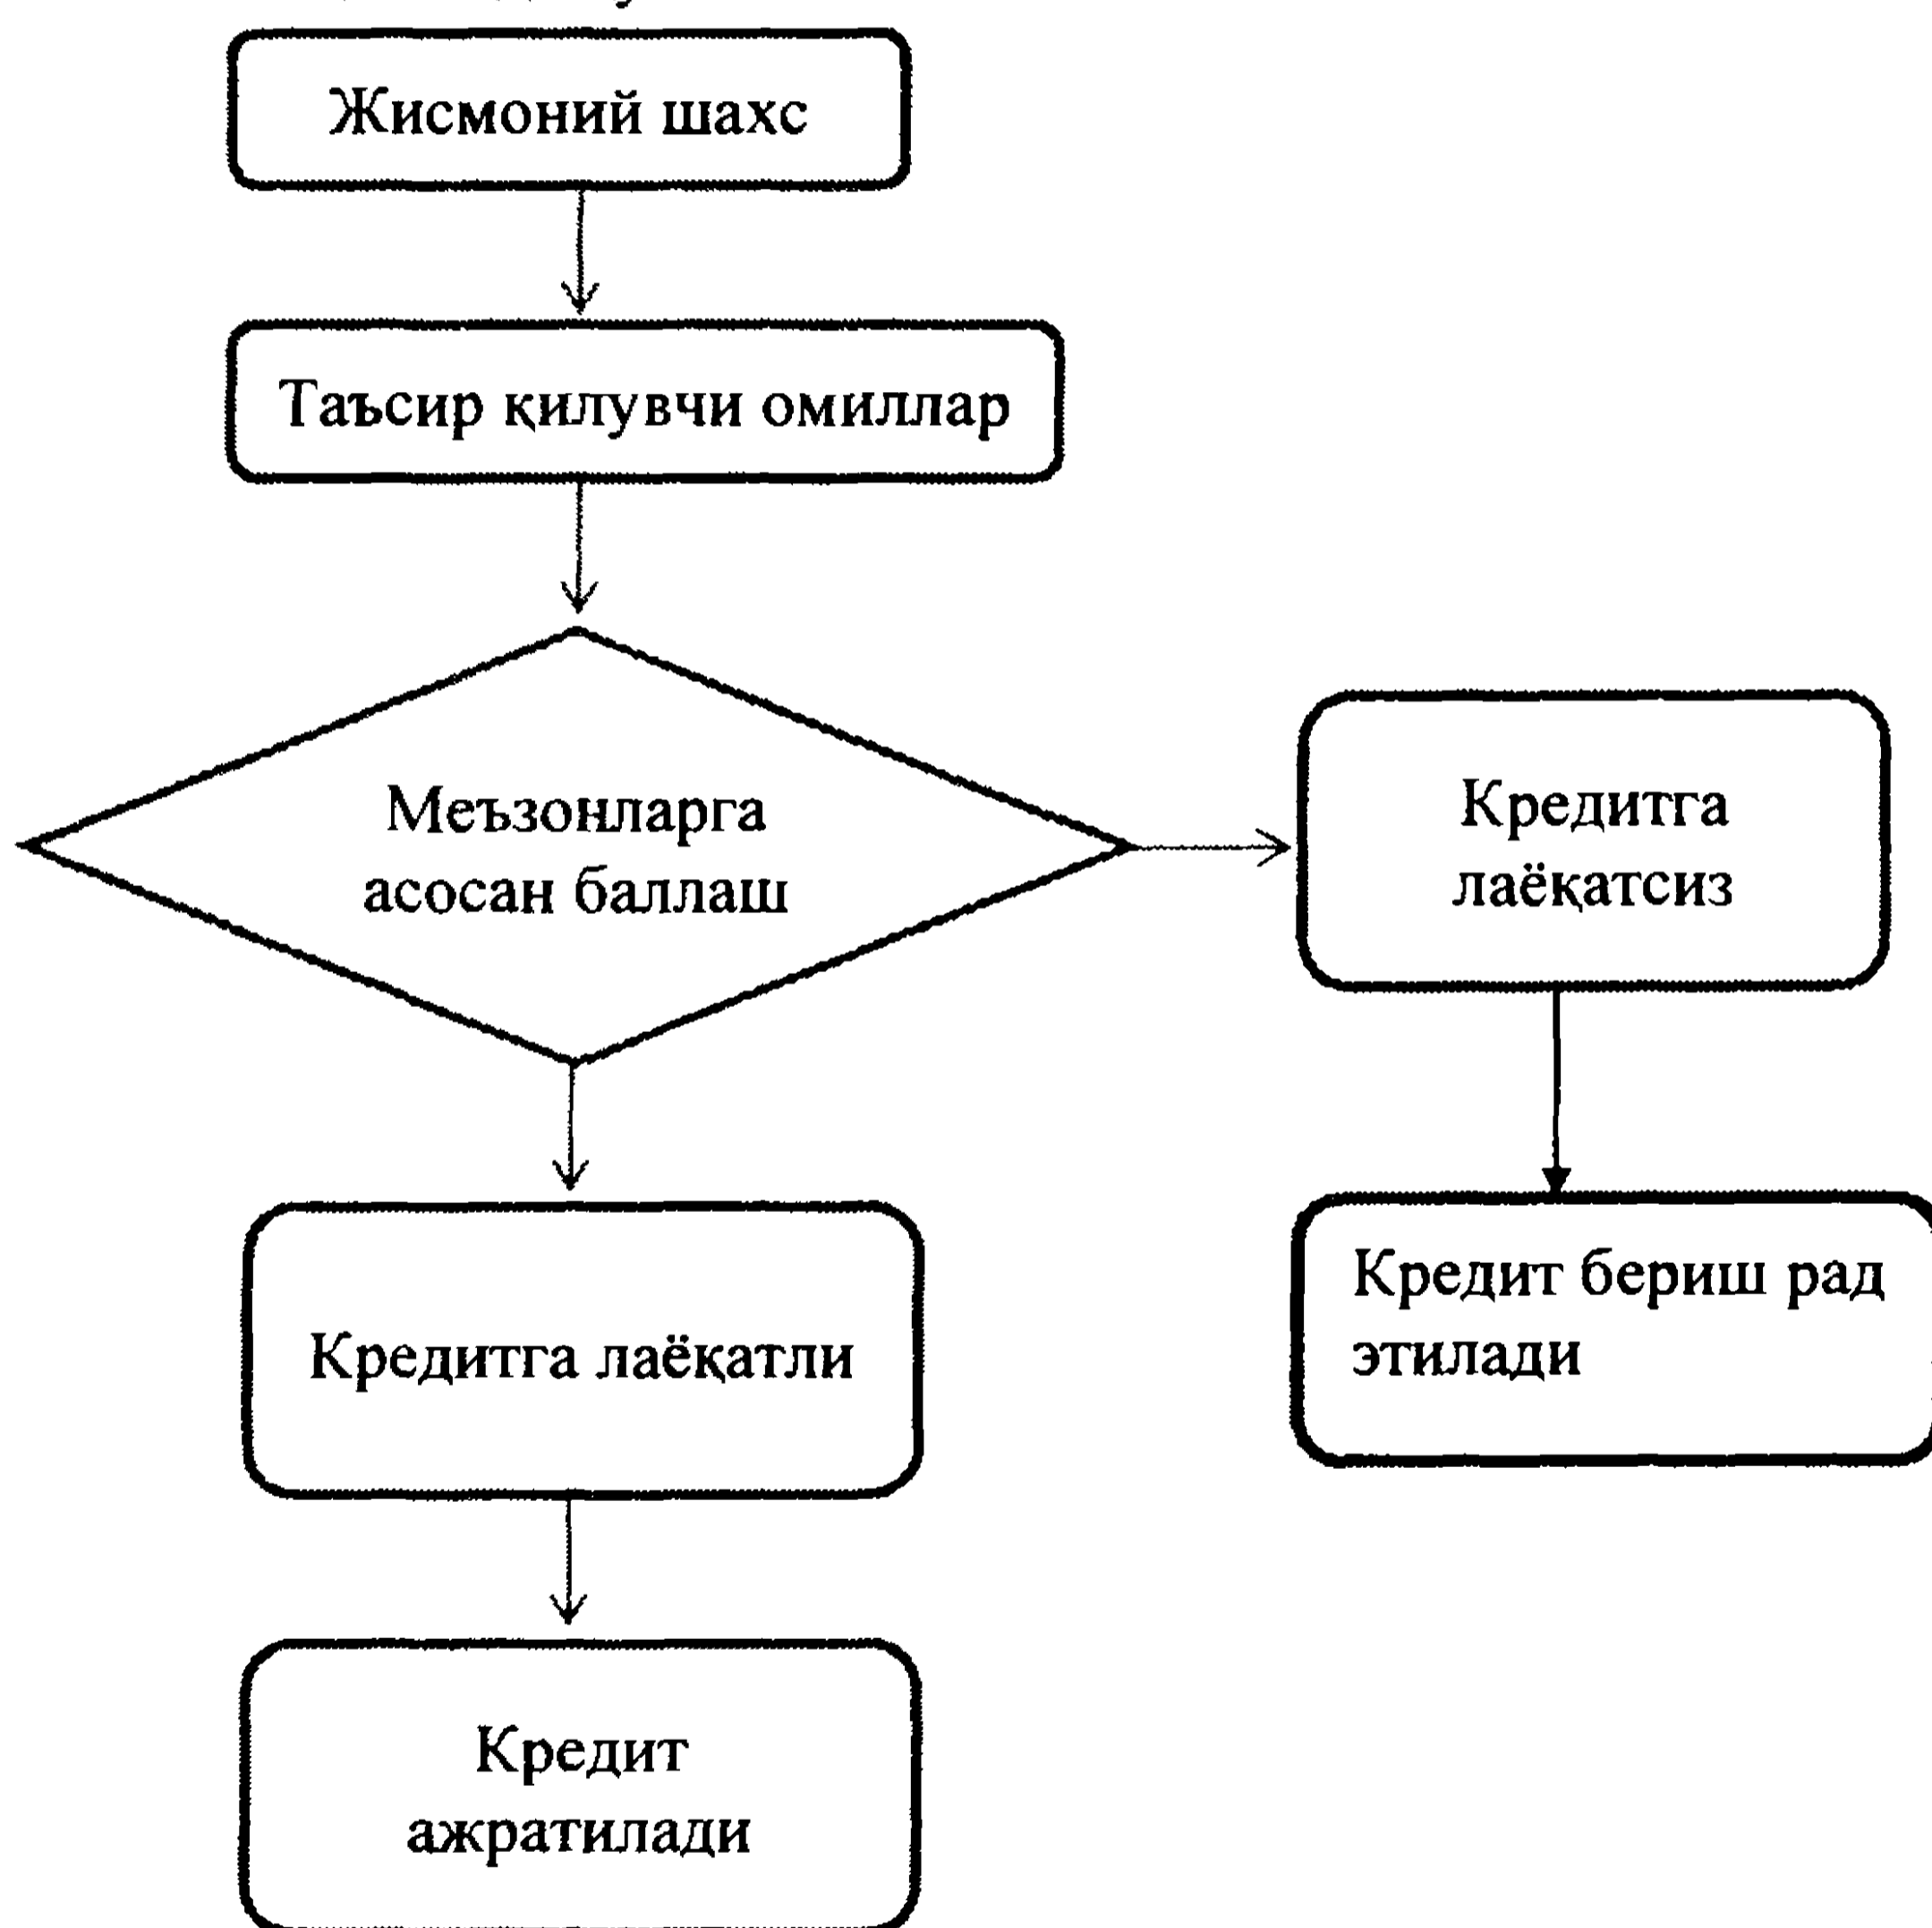 Жисмоний шахс
Таъсир қилувчи омиллар
Меъзонларга
асосан баллаш
Кредитга
лаёқатсиз
Кредитга лаёқатли
Кредит бериш рад
этилади
Кредит
ажратилади